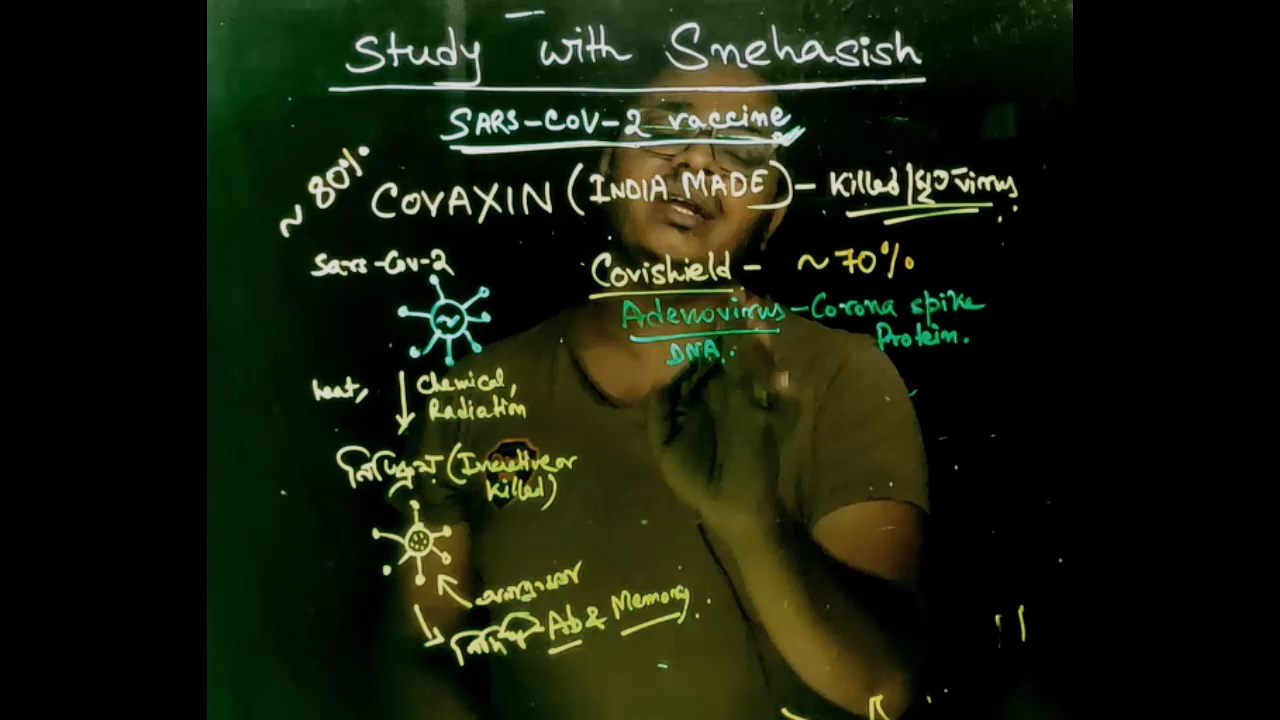 Study with Snehasish
SARS-COV-2 vaccine
~ 80%
COVAXIN (INDIA MADE) - Killed/মৃত virus
Sars-Cov-2
Covishield - ~70%
Adenovirus - Corona spike Protein.
DNA
heat, Chemical,
Radiation
নিষ্ক্রিয় (Inactive or
Killed)
Ab & Memory.